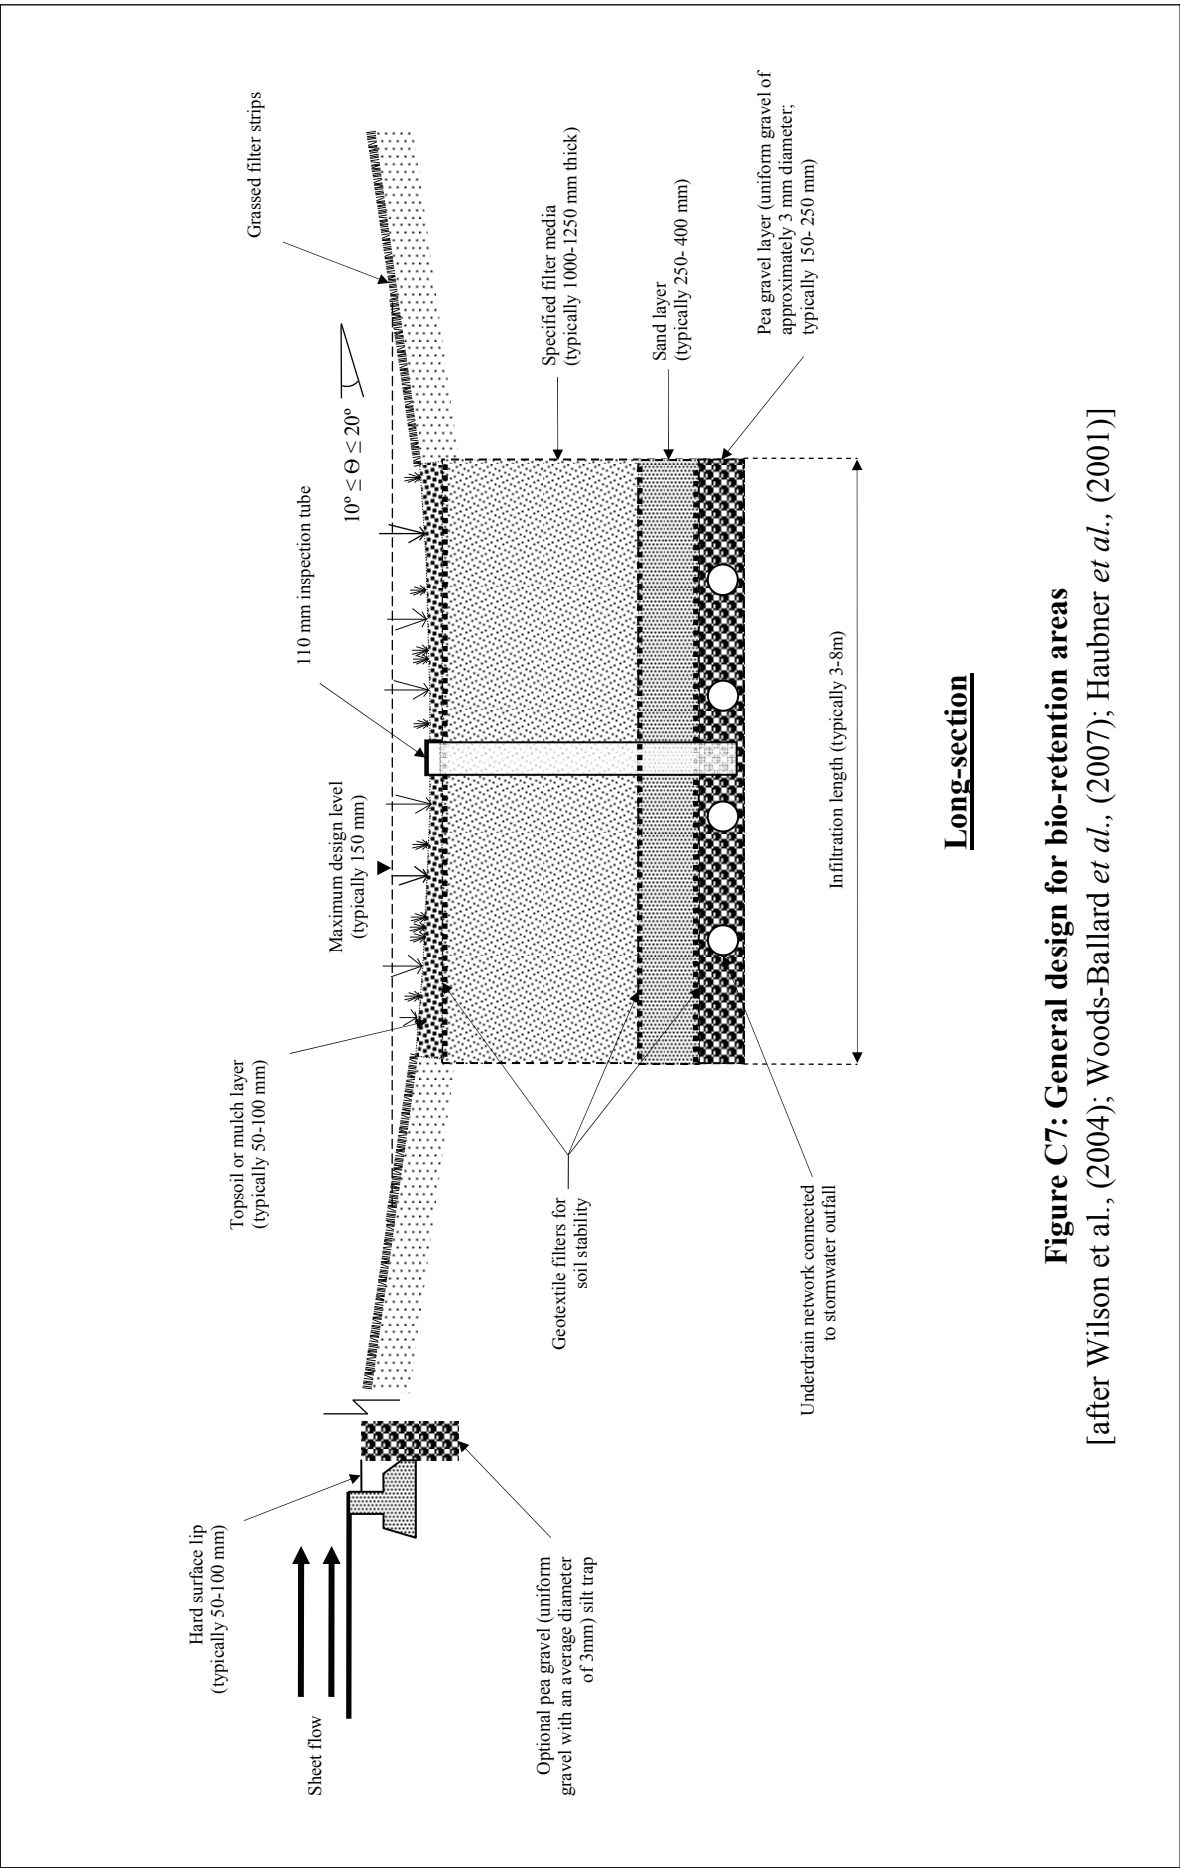 Sheet flow
Hard surface lip
(typically 50-100 mm)
Topsoil or mulch layer
(typically 50-100 mm)
Maximum design level
(typically 150 mm)
110 mm inspection tube
10º ≤ Θ ≤ 20º
Grassed filter strips
Optional pea gravel (uniform
gravel with an average diameter
of 3mm) silt trap
Geotextile filters for
soil stability
Underdrain network connected
to stormwater outfall
Specified filter media
(typically 1000-1250 mm thick)
Sand layer
(typically 250- 400 mm)
Pea gravel layer (uniform gravel of
approximately 3 mm diameter;
typically 150- 250 mm)
Infiltration length (typically 3-8m)
Long-section
Figure C7: General design for bio-retention areas
[after Wilson et al., (2004); Woods-Ballard et al., (2007); Haubner et al., (2001)]